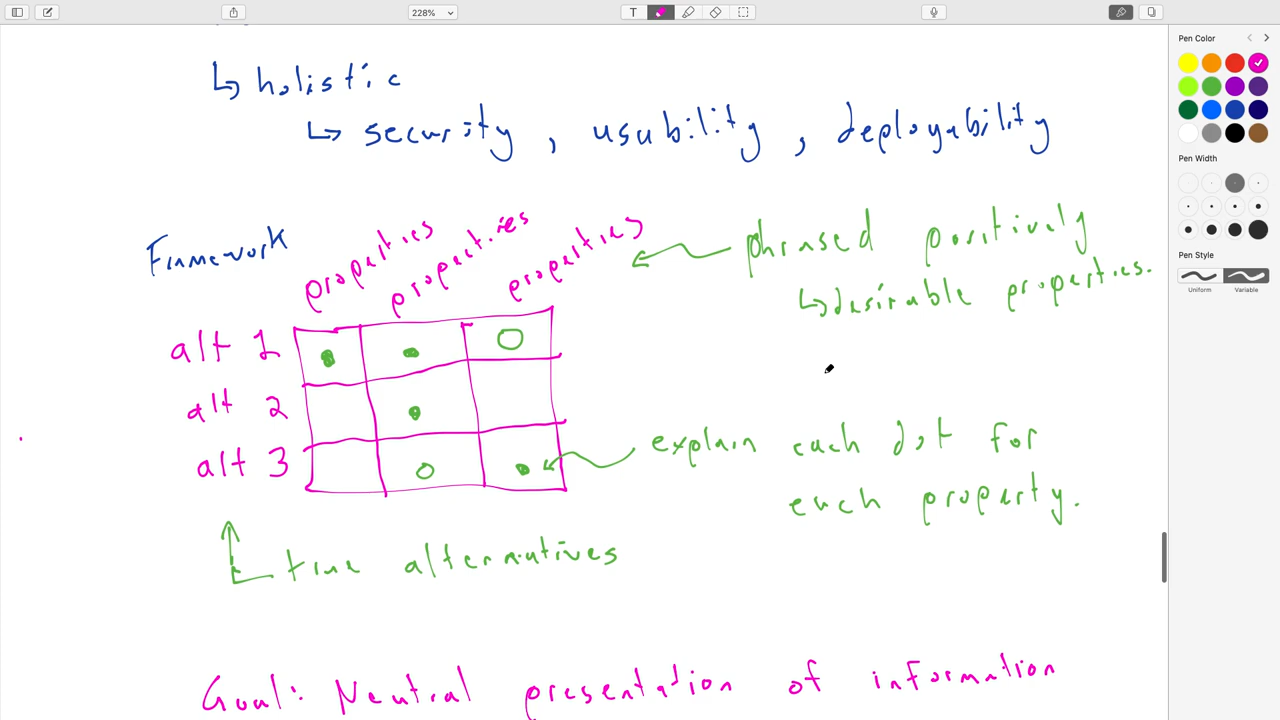 228%
T
↳ holistic
↳ security, usability, deployability
Framework
properties properties properties
phrased positively
↳ desirable properties.
alt 1
alt 2
alt 3
explain each dot for
each property.
true alternatives
Goal: Neutral presentation of information
Pen Color
Pen Width
Pen Style
Uniform Variable